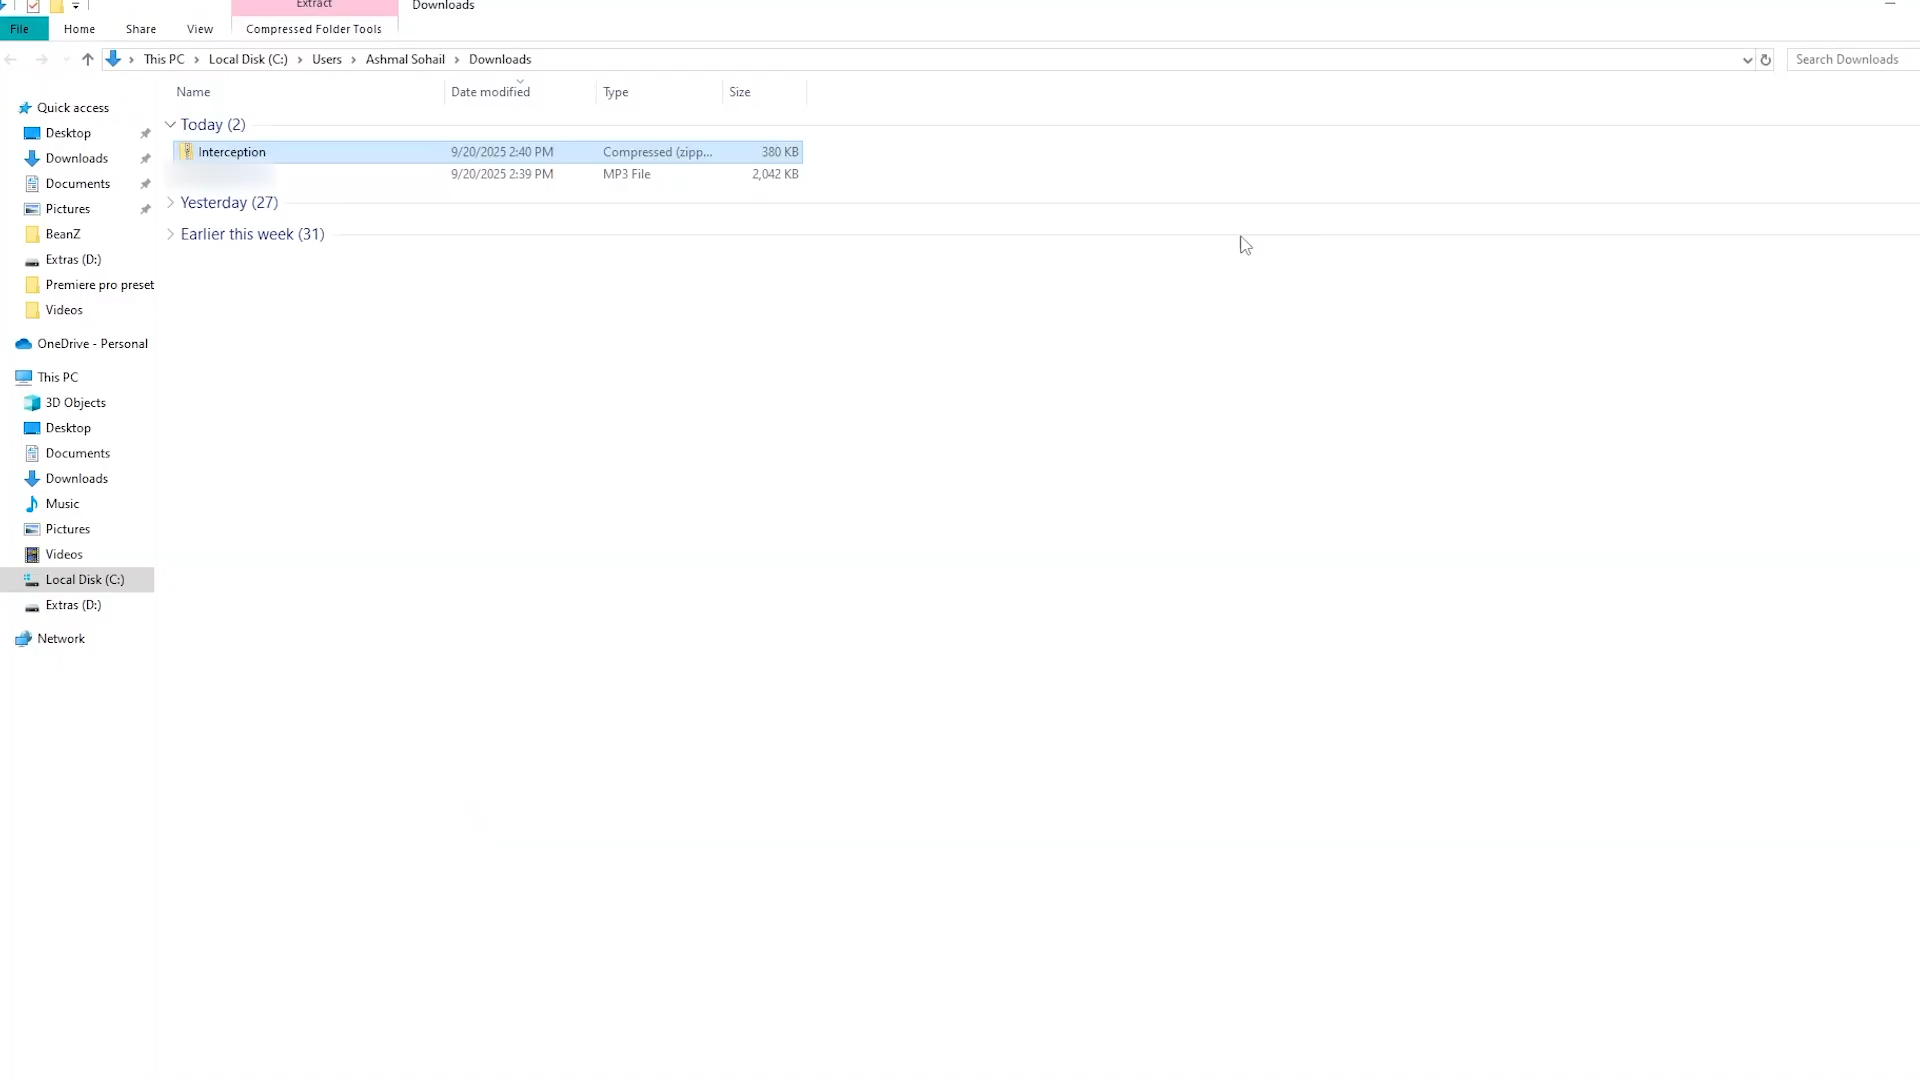 Extract
Downloads
File
Home
Share
View
Compressed Folder Tools
This PC
Local Disk (C:)
Users
Ashmal Sohail
Downloads
Search Downloads
Name
Date modified
Type
Size
Today (2)
Interception 9/20/2025 2:40 PM Compressed (zipp... 380 KB
9/20/2025 2:39 PM MP3 File 2,042 KB
Yesterday (27)
Earlier this week (31)
Quick access
Desktop
Downloads
Documents
Pictures
BeanZ
Extras (D:)
Premiere pro preset
Videos
OneDrive - Personal
This PC
3D Objects
Desktop
Documents
Downloads
Music
Pictures
Videos
Local Disk (C:)
Extras (D:)
Network